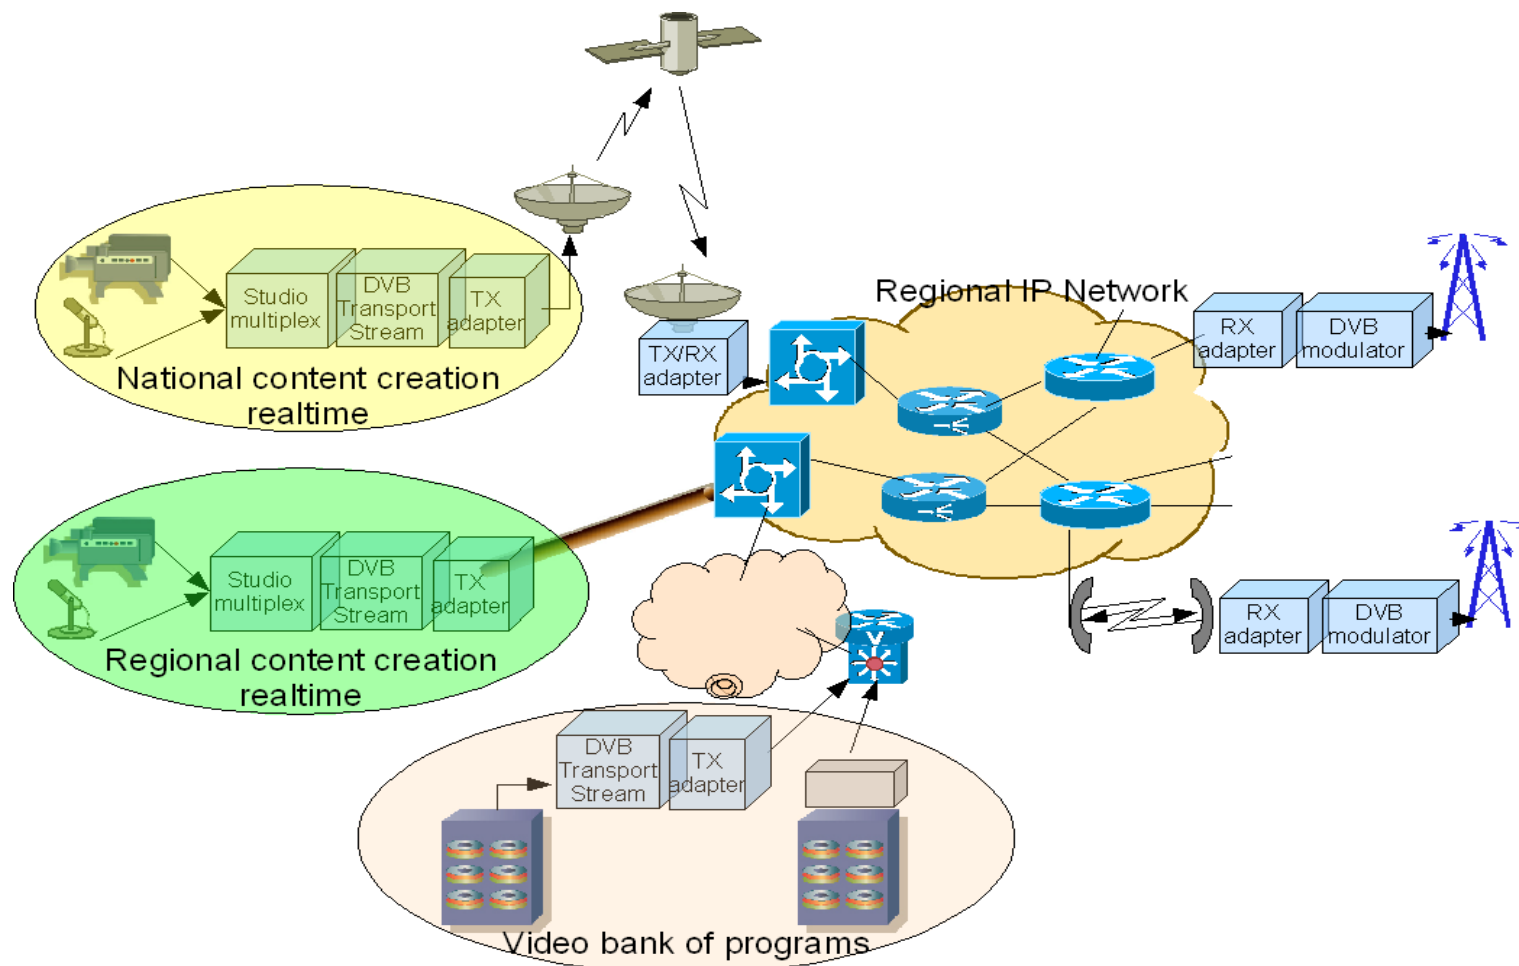 Studio
multiplex
DVB
Transport
Stream
TX
adapter
National content creation
realtime
TX/RX
adapter
Regional IP Network
RX
adapter
DVB
modulator
Studio
multiplex
DVB
Transport
Stream
TX
adapter
Regional content creation
realtime
RX
adapter
DVB
modulator
DVB
Transport
Stream
TX
adapter
Video bank of programs